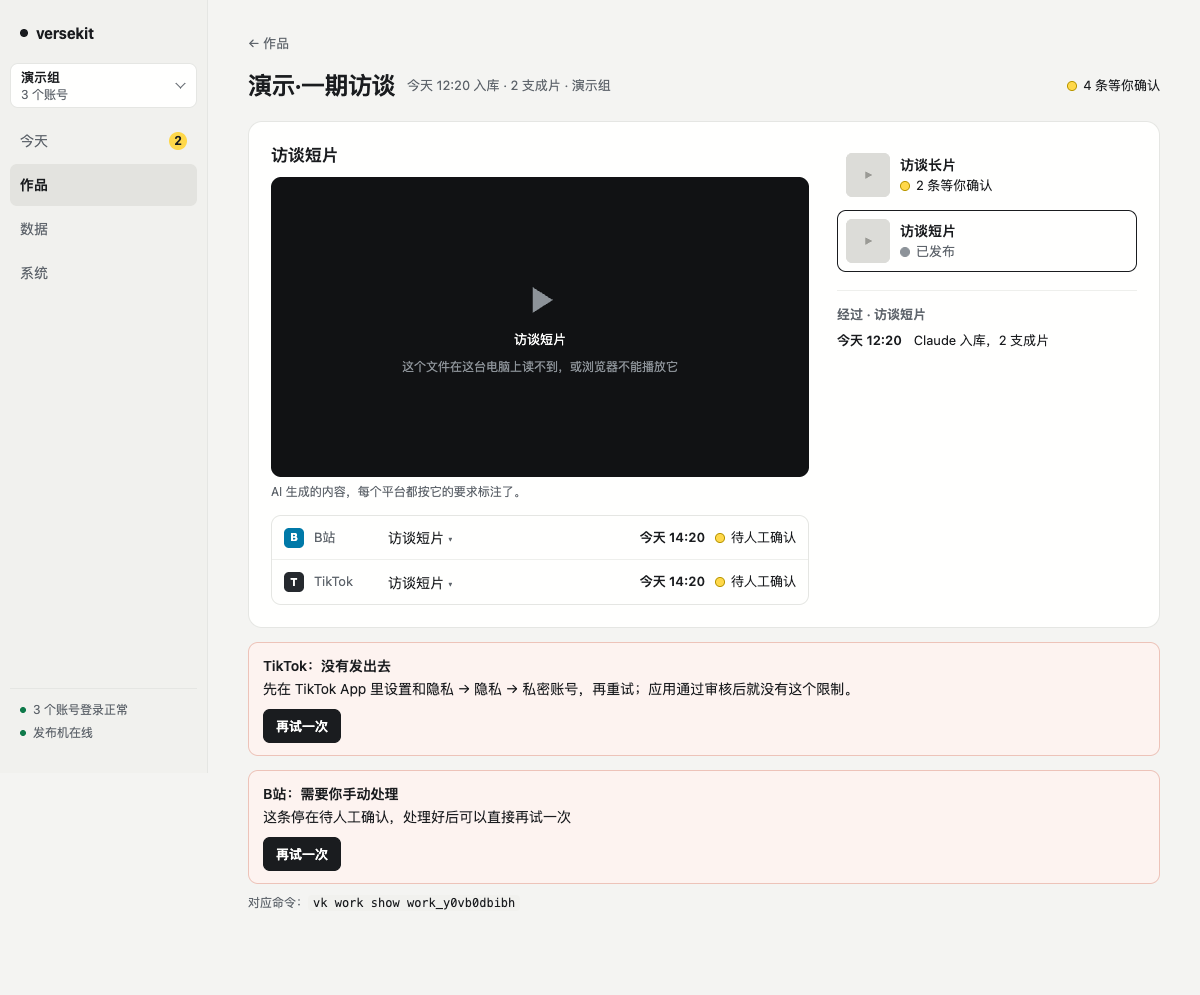 versekit
演示组
3 个账号
今天 2
作品
数据
系统
3 个账号登录正常
发布机在线
← 作品
演示·一期访谈 今天 12:20 入库 · 2 支成片 · 演示组
4 条等你确认
访谈短片
访谈短片
这个文件在这台电脑上读不到，或浏览器不能播放它
AI 生成的内容，每个平台都按它的要求标注了。
B B站 访谈短片 ▾ 今天 14:20 待人工确认
T TikTok 访谈短片 ▾ 今天 14:20 待人工确认
访谈长片
2 条等你确认
访谈短片
已发布
经过 · 访谈短片
今天 12:20 Claude 入库，2 支成片
TikTok：没有发出去
先在 TikTok App 里设置和隐私 → 隐私 → 私密账号，再重试；应用通过审核后就没有这个限制。
再试一次
B站：需要你手动处理
这条停在待人工确认，处理好后可以直接再试一次
再试一次
对应命令： vk work show work_y0vb0dbibh